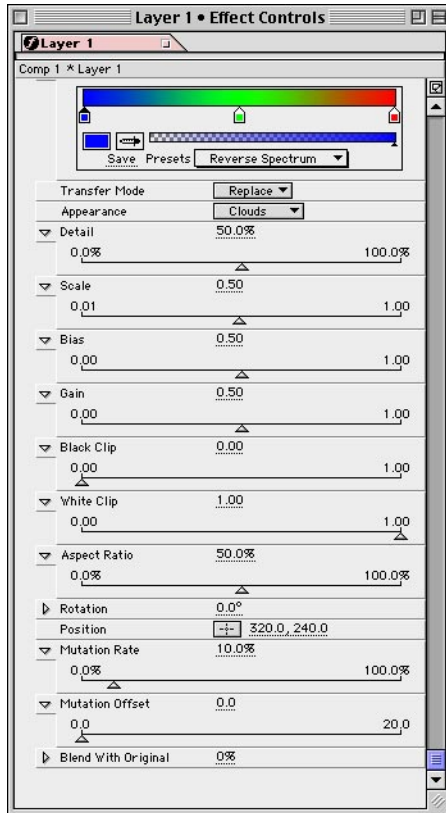 Layer 1 • Effect Controls
Layer 1
Comp 1 * Layer 1
Save Presets Reverse Spectrum
Transfer Mode Replace
Appearance Clouds
Detail 50.0%
0.0% 100.0%
Scale 0.50
0.01 1.00
Bias 0.50
0.00 1.00
Gain 0.50
0.00 1.00
Black Clip 0.00
0.00 1.00
White Clip 1.00
0.00 1.00
Aspect Ratio 50.0%
0.0% 100.0%
Rotation 0.0°
Position 320.0, 240.0
Mutation Rate 10.0%
0.0% 100.0%
Mutation Offset 0.0
0.0 20.0
Blend With Original 0%